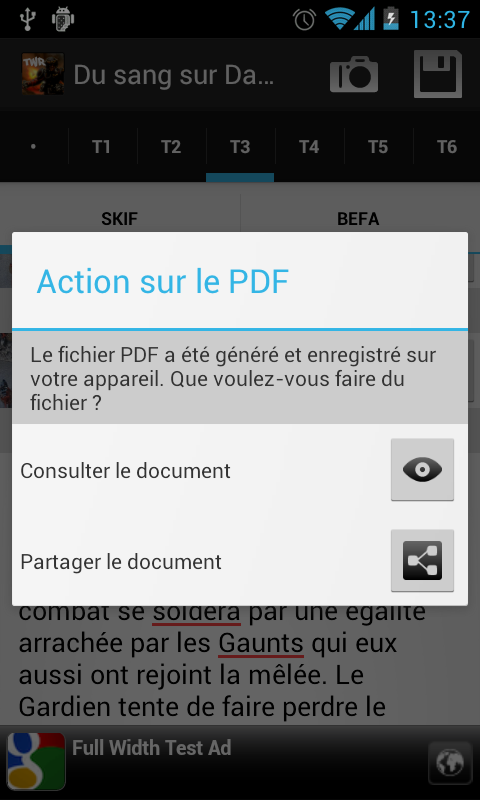 13:37
TWR
Du sang sur Da...
• T1 T2 T3 T4 T5 T6
SKIF BEFA
Action sur le PDF
Le fichier PDF a été généré et enregistré sur
votre appareil. Que voulez-vous faire du
fichier ?
Consulter le document
Partager le document
combat se soldera par une égalité
arrachée par les Gaunts qui eux
aussi ont rejoint la mêlée. Le
Gardien tente de faire perdre le
Full Width Test Ad